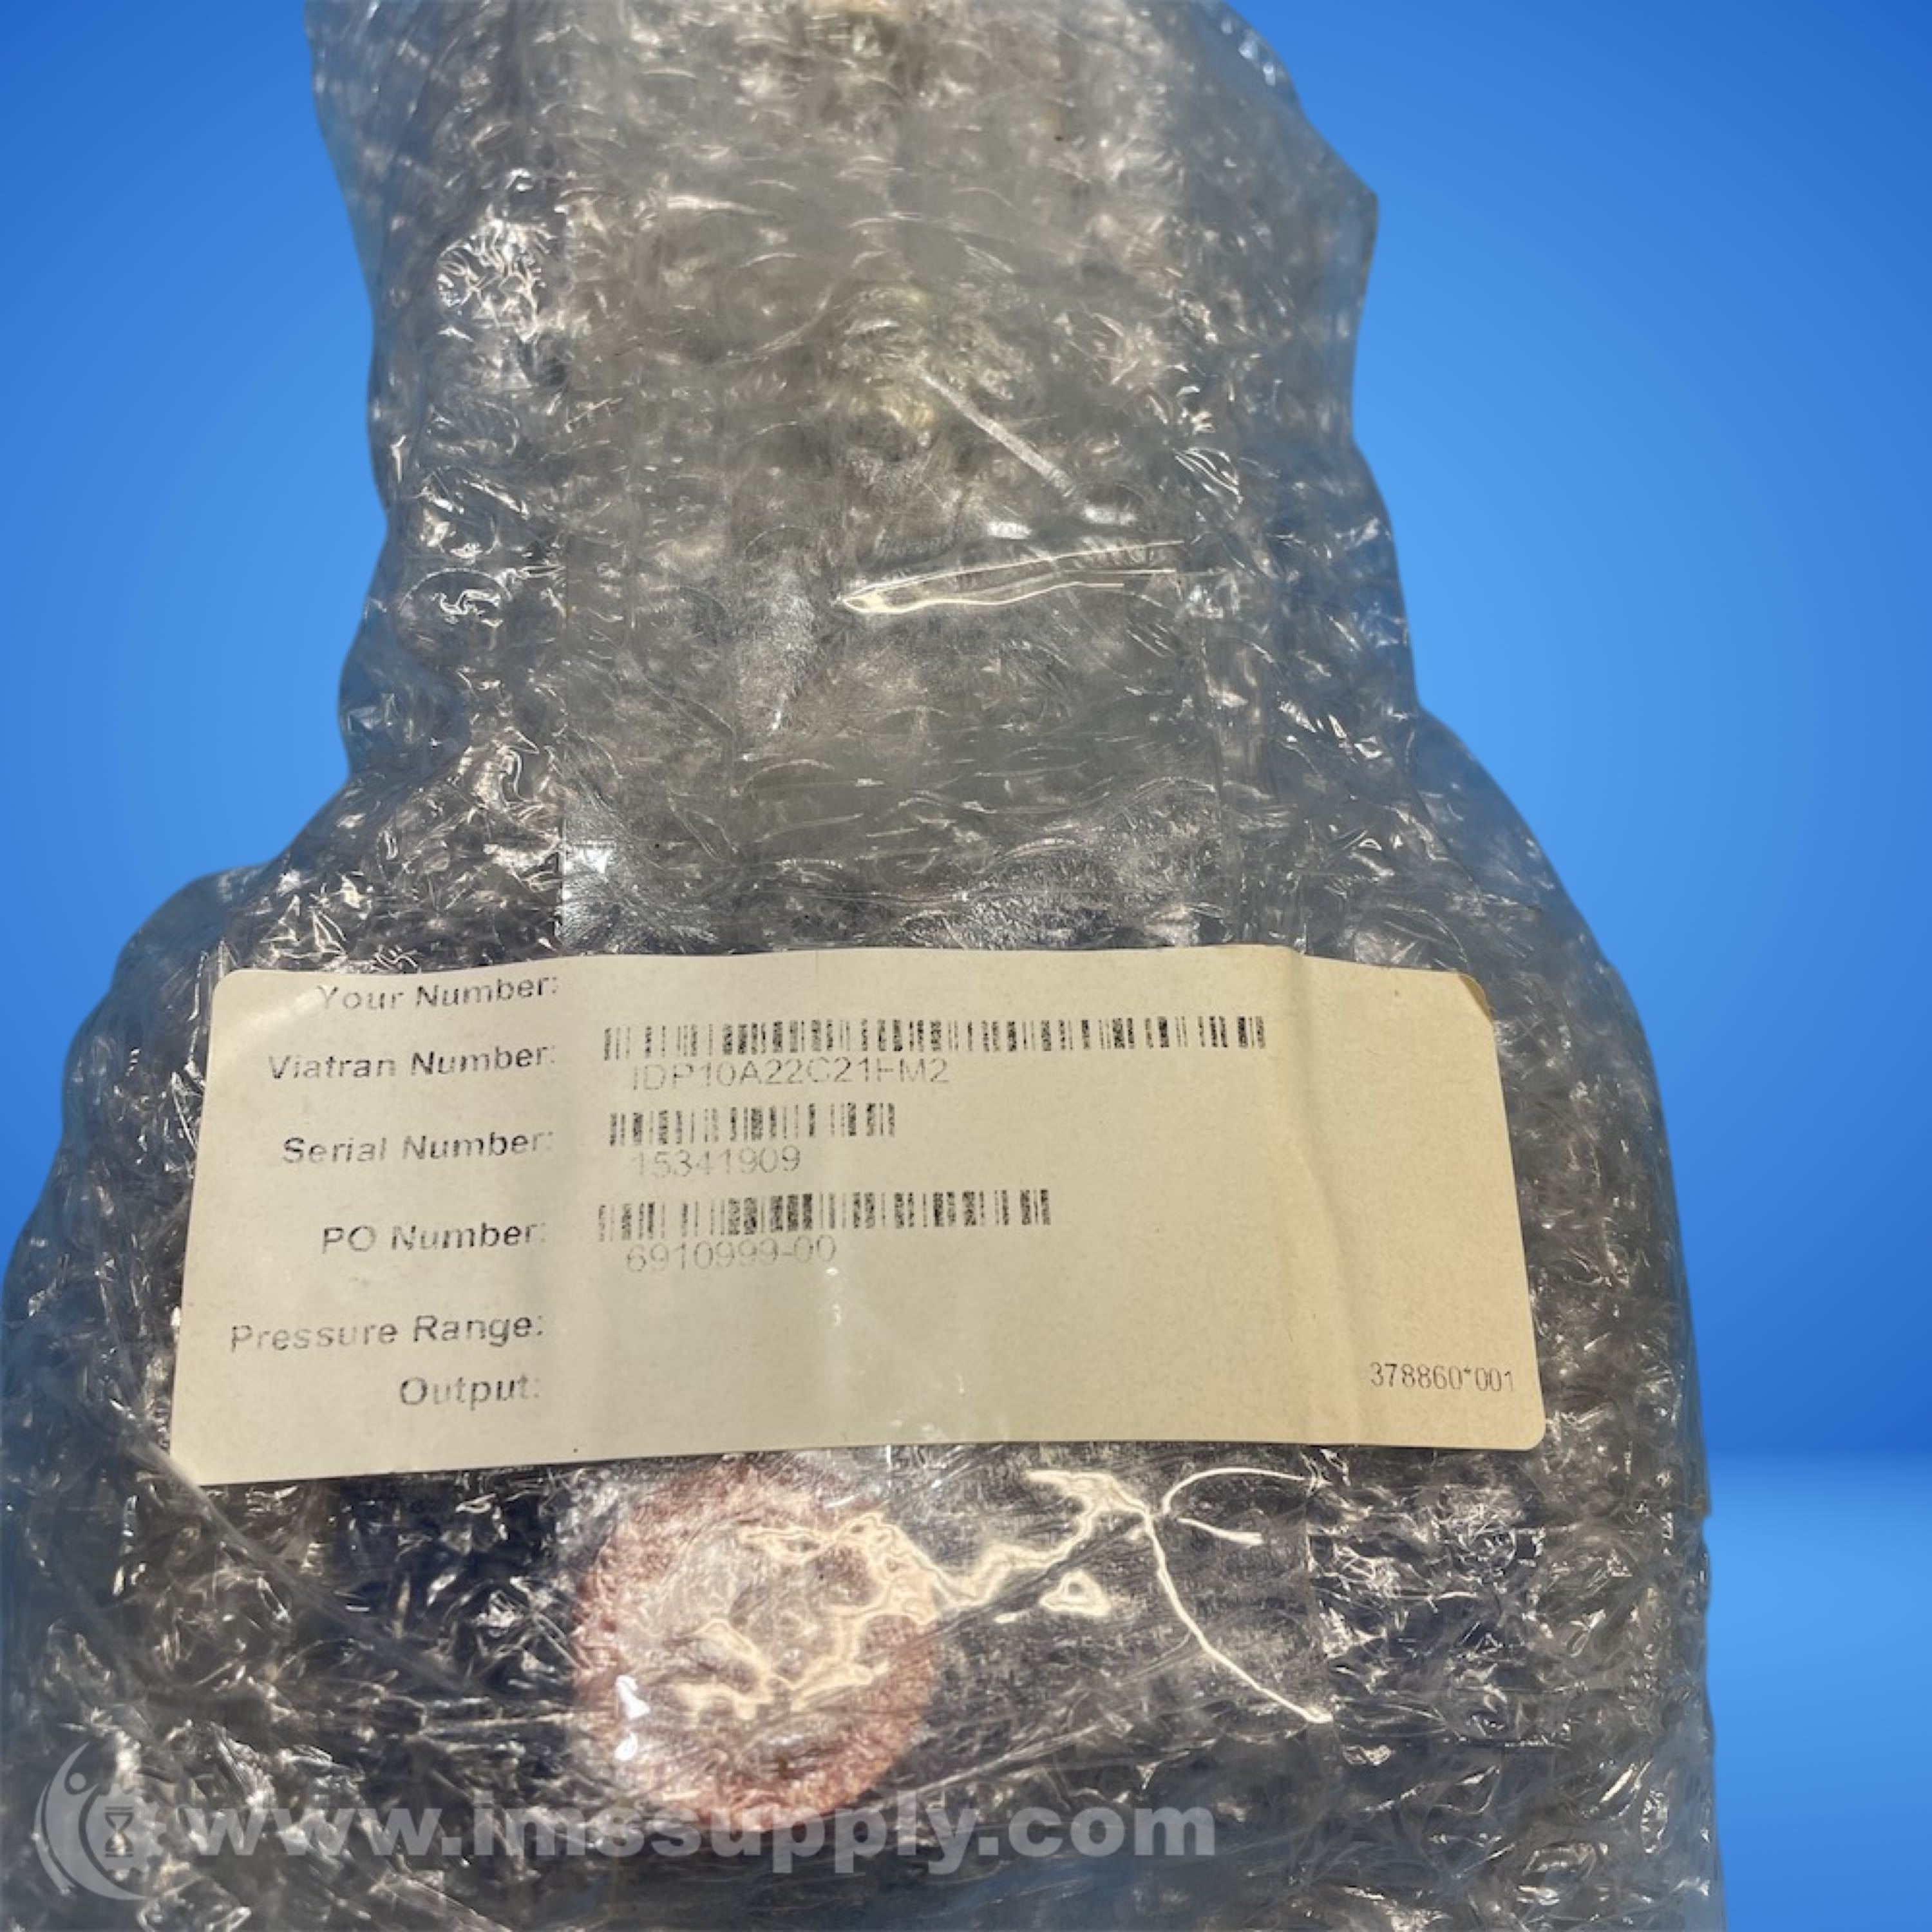 Your Number:
Viatran Number:
IDP10A22C21FM2
Serial Number:
15341909
PO Number:
6910999-00
Pressure Range:
Output:
378860*001
www.imssupply.com